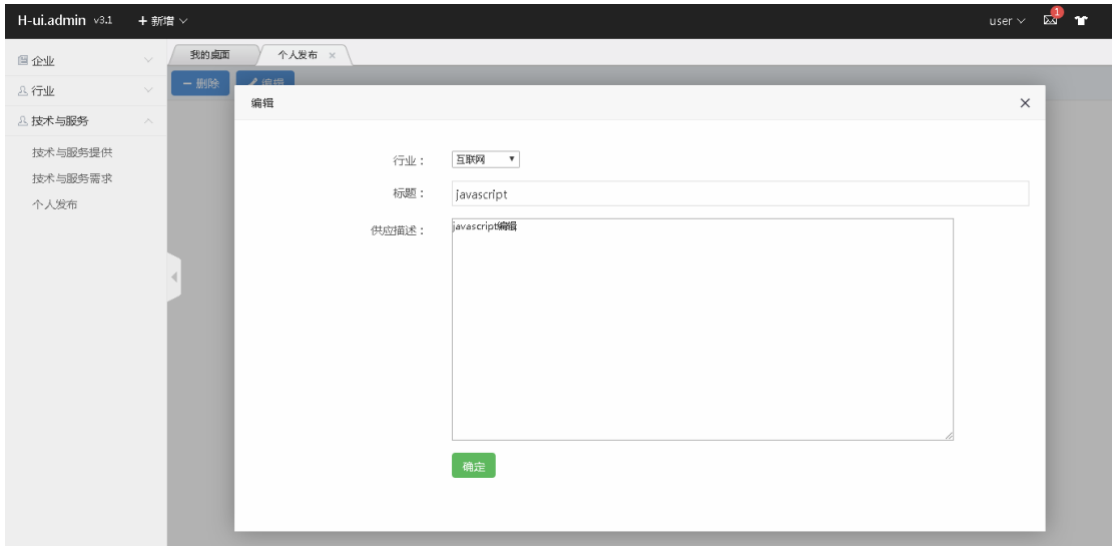 H-ui.admin v3.1 新增 user 1
我的桌面 个人发布
企业
行业
技术与服务
技术与服务提供
技术与服务需求
个人发布
删除 编辑
编辑
行业： 互联网
标题： javascript
供应描述： javascript编辑
确定